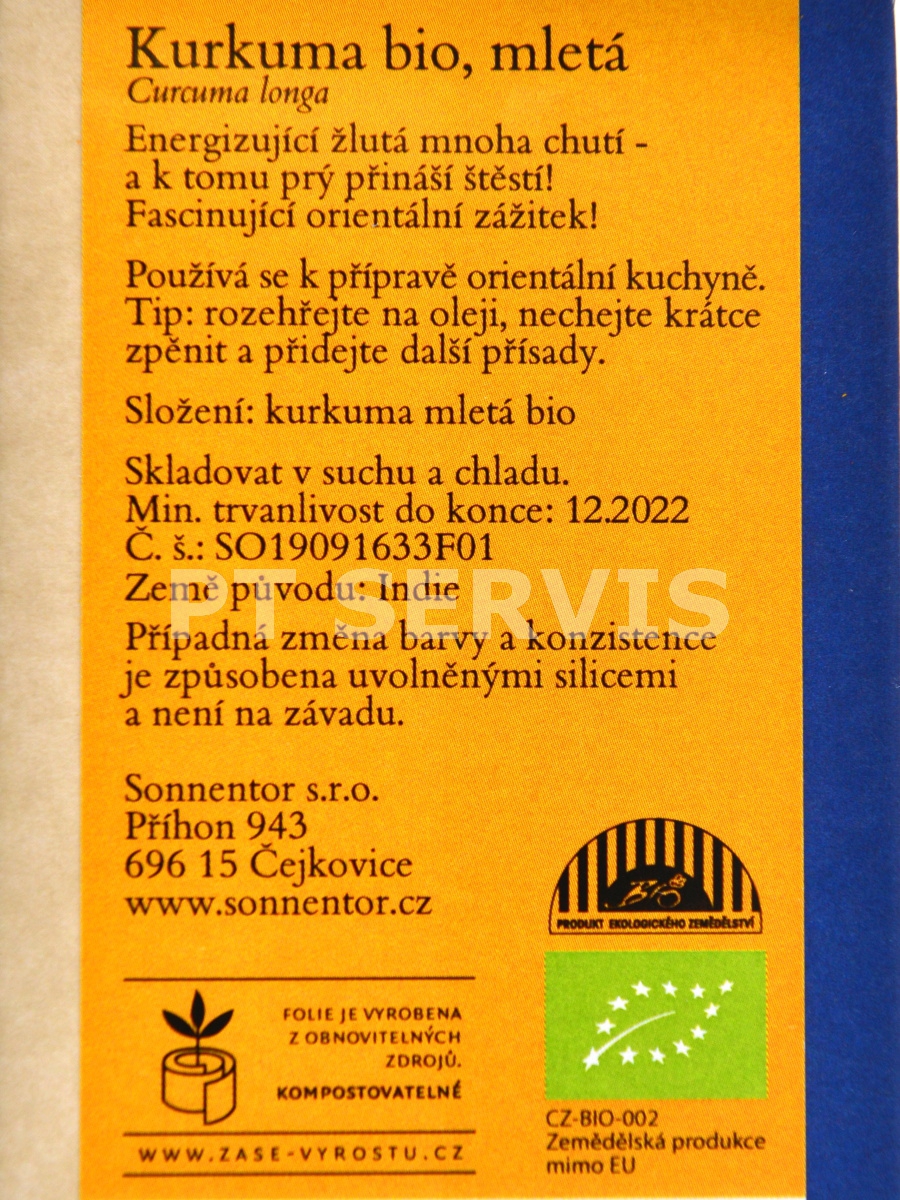 Kurkuma bio, mletá
Curcuma longa
Energizující žlutá mnoha chutí -
a k tomu prý přináší štěstí!
Fascinující orientální zážitek!
Používá se k přípravě orientální kuchyně.
Tip: rozehřejte na oleji, nechejte krátce
zpěnit a přidejte další přísady.
Složení: kurkuma mletá bio
Skladovat v suchu a chladu.
Min. trvanlivost do konce: 12.2022
Č. š.: SO19091633F01
Země původu: Indie
PT SERVIS
Případná změna barvy a konzistence
je způsobena uvolněnými silicemi
a není na závadu.
Sonnentor s.r.o.
Příhon 943
696 15 Čejkovice
www.sonnentor.cz
BIO
PRODUKT EKOLOGICKÉHO ZEMĚDĚLSTVÍ
FOLIE JE VYROBENA
Z OBNOVITELNÝCH
ZDROJŮ.
KOMPOSTOVATELNÉ
WWW.ZASE-VYROSTU.CZ
CZ-BIO-002
Zemědělská produkce
mimo EU